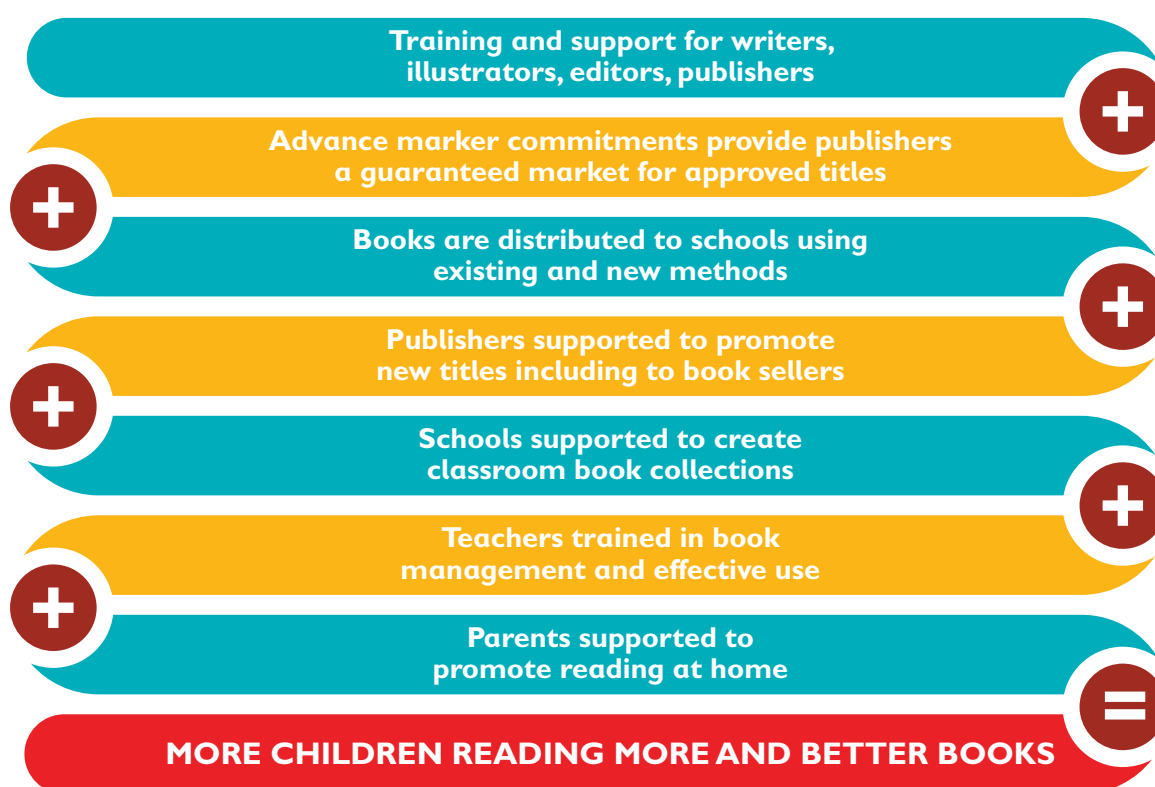 Training and support for writers,
illustrators, editors, publishers
+
Advance marker commitments provide publishers
a guaranteed market for approved titles
+
Books are distributed to schools using
existing and new methods
+
Publishers supported to promote
new titles including to book sellers
+
Schools supported to create
classroom book collections
+
Teachers trained in book
management and effective use
+
Parents supported to
promote reading at home
=
MORE CHILDREN READING MORE AND BETTER BOOKS